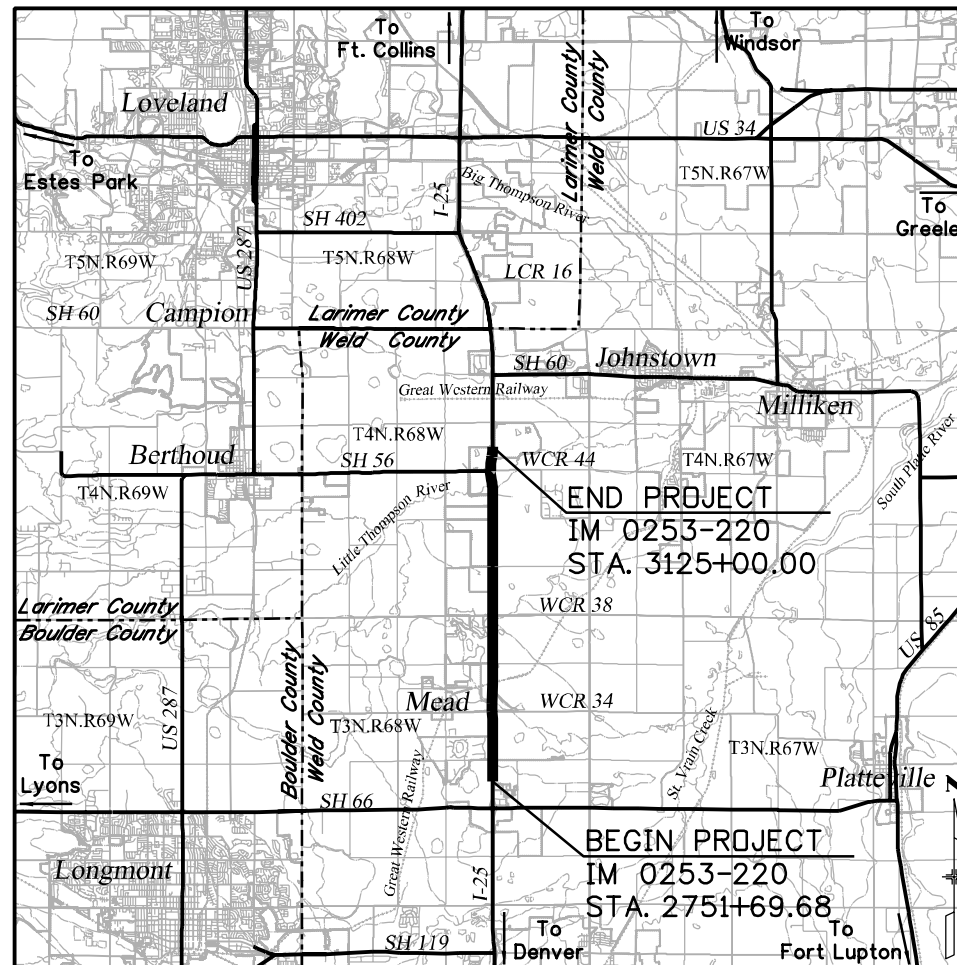 To
Ft. Collins
To
Windsor
Loveland
Larimer County
Weld County
US 34
To
Estes Park
I-25
Big Thompson River
T5N.R67W
To
Greele
SH 402
T5N.R69W
US 287
T5N.R68W
LCR 16
SH 60
Campion
Larimer County
Weld County
SH 60
Johnstown
Great Western Railway
Milliken
T4N.R68W
Berthoud
SH 56
WCR 44
T4N.R67W
South Platte River
T4N.R69W
Little Thompson River
END PROJECT
IM 0253-220
STA. 3125+00.00
Larimer County
Boulder County
WCR 38
US 85
Boulder County
Weld County
Mead
WCR 34
T3N.R69W
US 287
T3N.R68W
St. Vrain Creek
T3N.R67W
To
Lyons
Great Western Railway
Platteville
N
SH 66
BEGIN PROJECT
IM 0253-220
STA. 2751+69.68
Longmont
I-25
SH 119
To
Denver
To
Fort Lupton